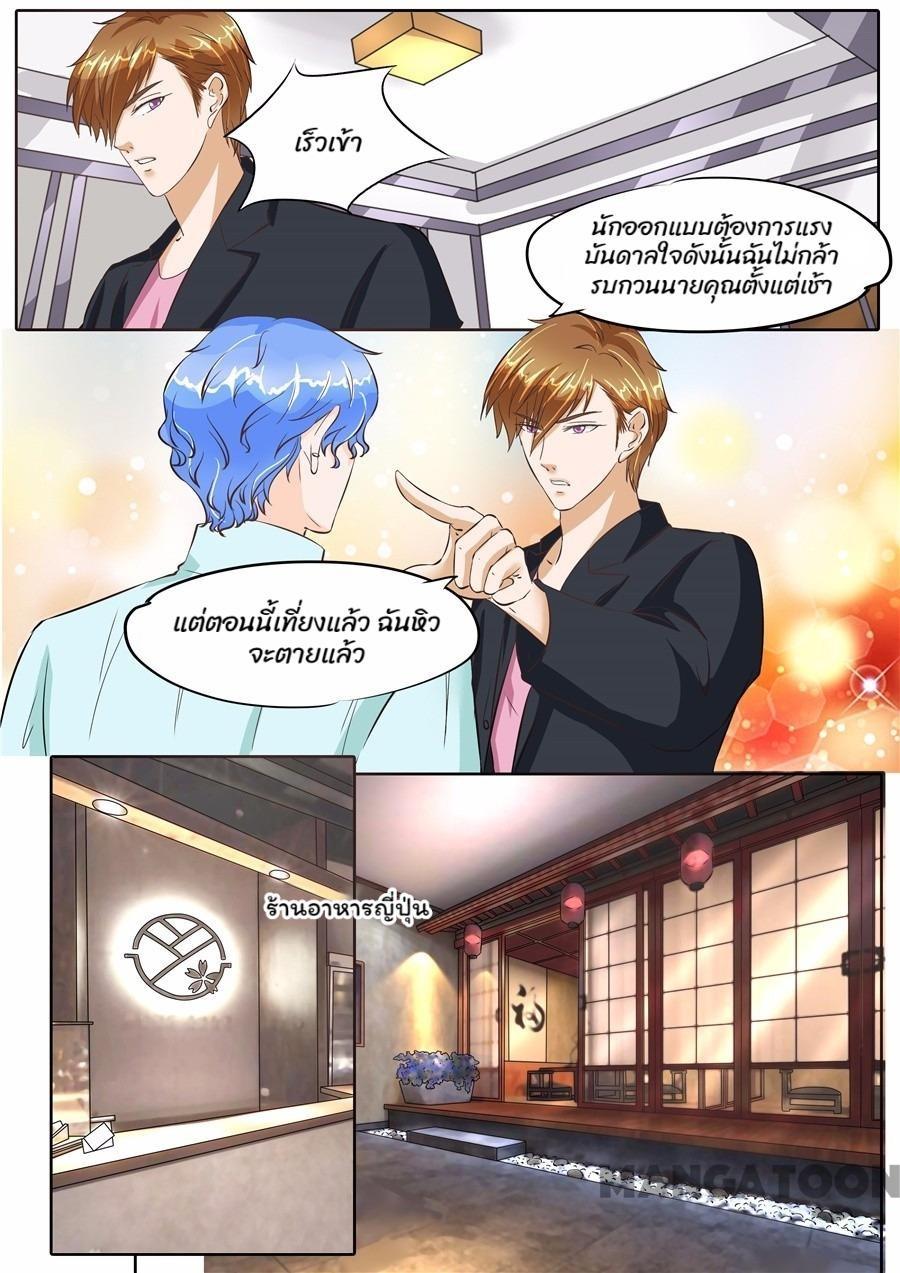 เร็วเข้า
นักออกแบบต้องการแรง
บันดาลใจดังนั้นฉันไม่กล้า
รบกวนนายคุณตั้งแต่เช้า
แต่ตอนนี้เที่ยงแล้ว ฉันหิว
จะตายแล้ว
ร้านอาหารญี่ปุ่น
福
MANGATOON